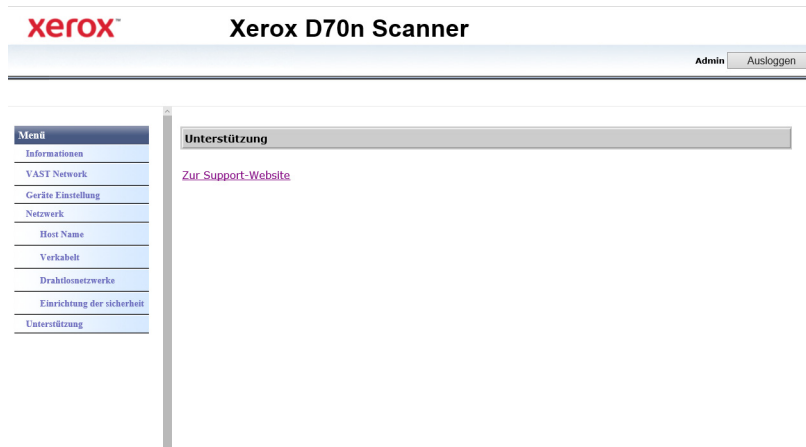 xerox™
Xerox D70n Scanner
Admin Ausloggen
Menü
Informationen
VAST Network
Geräte Einstellung
Netzwerk
Host Name
Verkabelt
Drahtlosnetzwerke
Einrichtung der sicherheit
Unterstützung
Unterstützung
Zur Support-Website